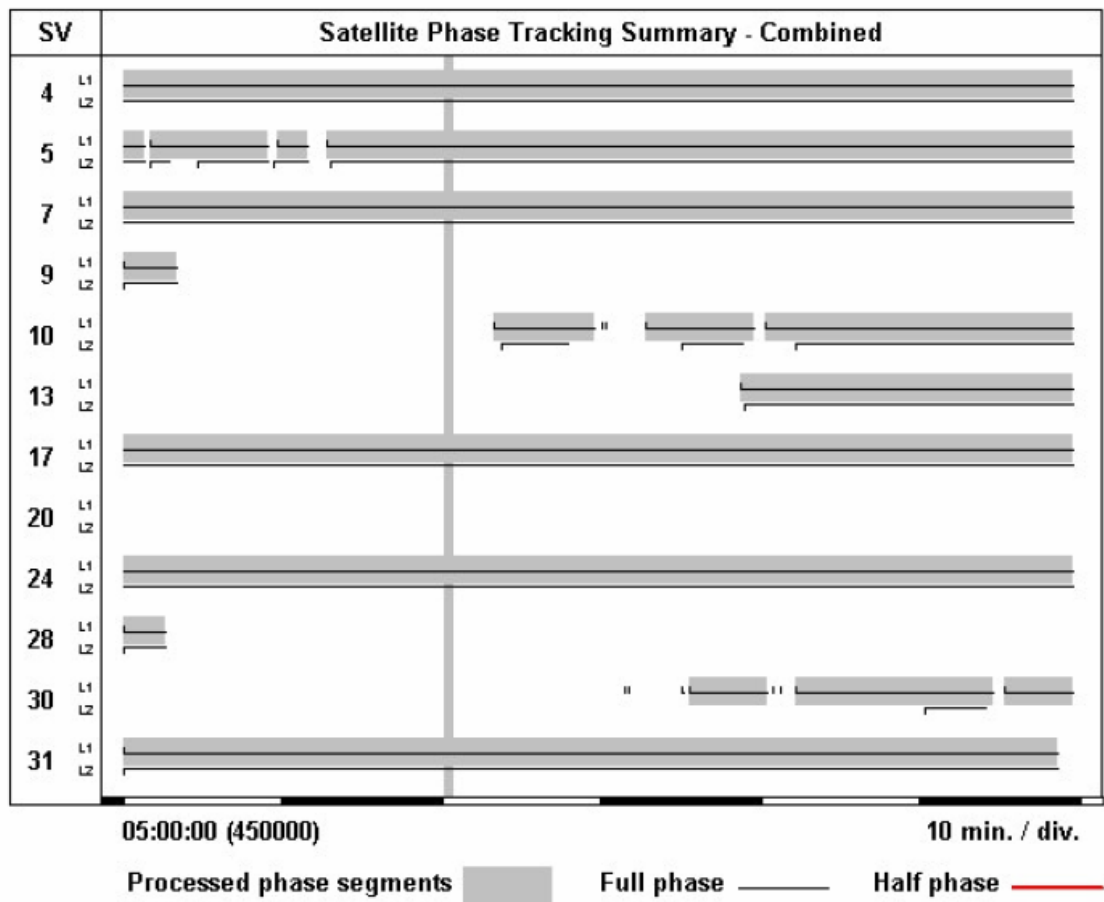 SV Satellite Phase Tracking Summary - Combined
4 L1
L2
5 L1
L2
7 L1
L2
9 L1
L2
10 L1
L2
13 L1
L2
17 L1
L2
20 L1
L2
24 L1
L2
28 L1
L2
30 L1
L2
31 L1
L2
05:00:00 (450000) 10 min. / div.
Processed phase segments Full phase Half phase